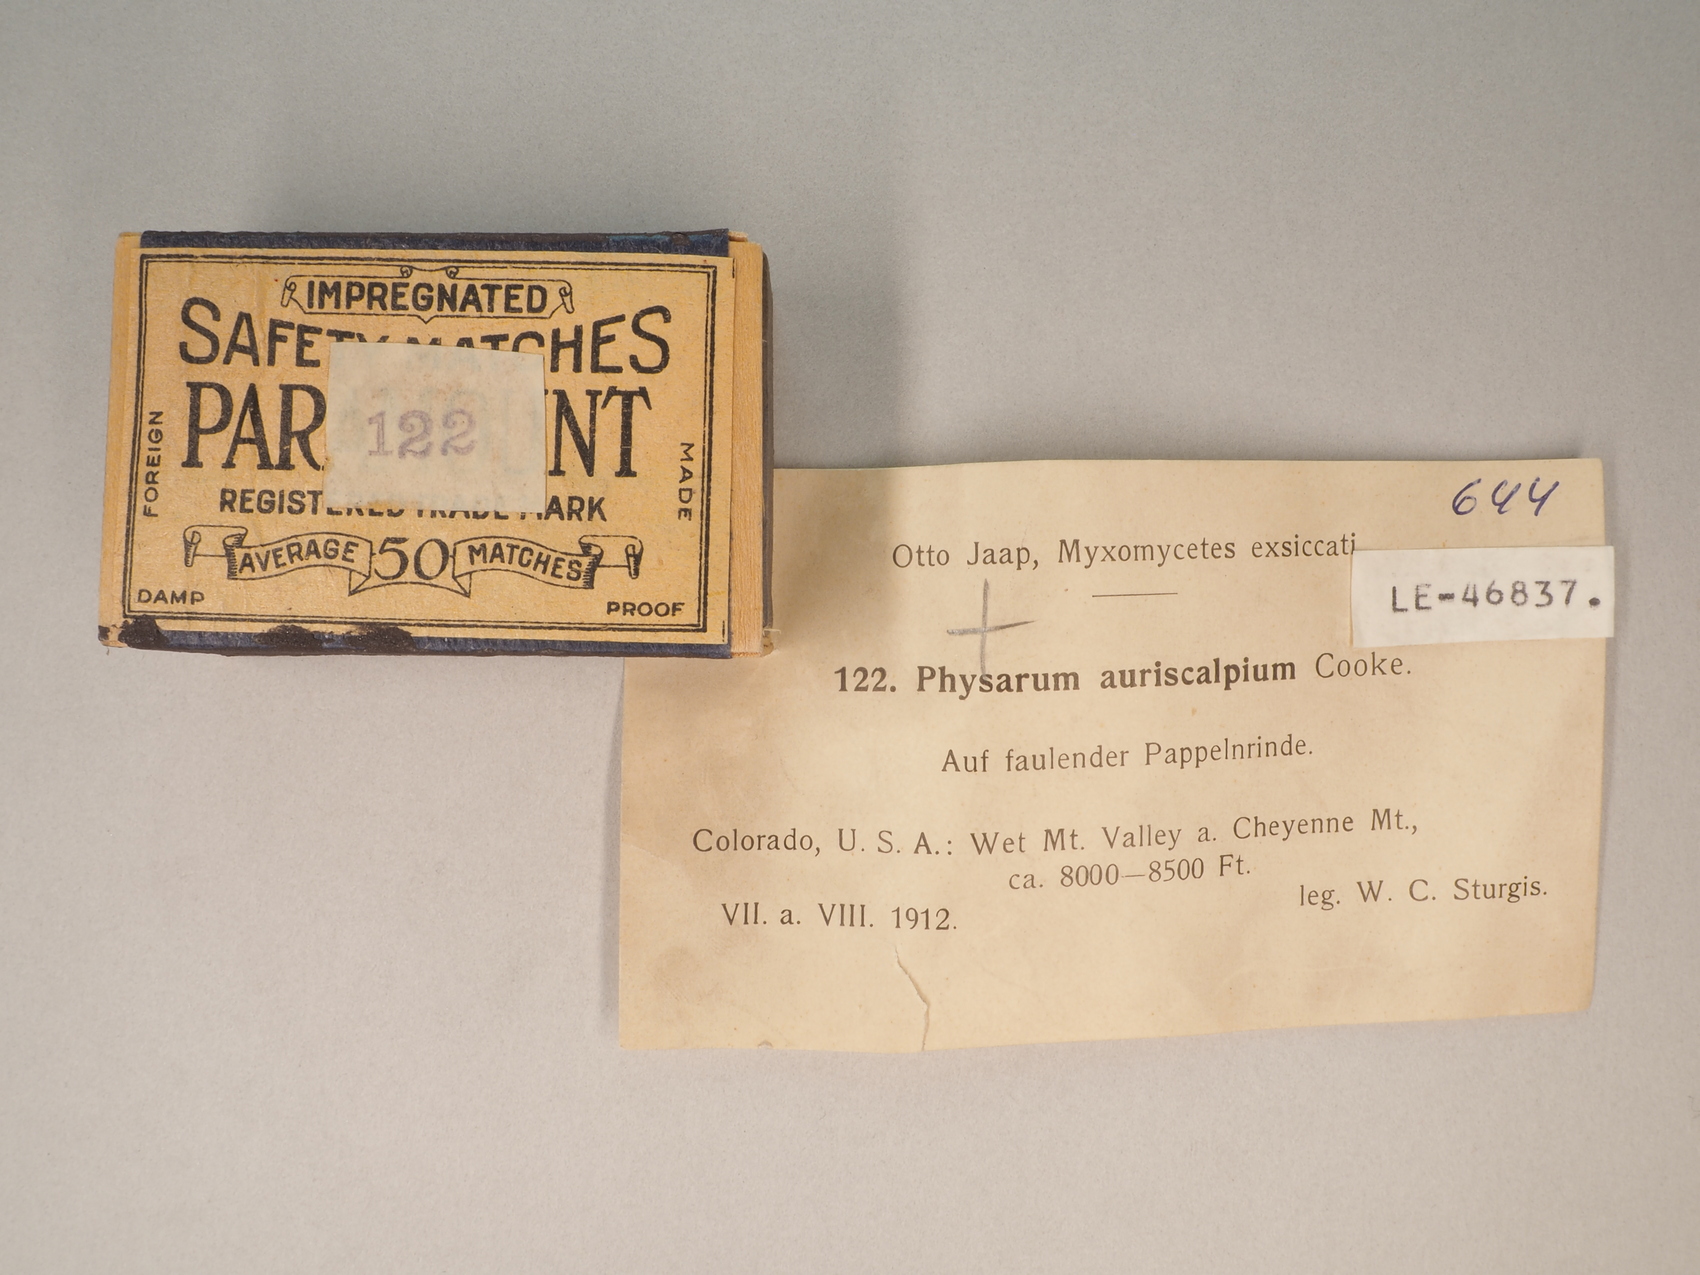 IMPREGNATED
SAFETY MATCHES
PAR NT
122
REGISTERED TRADE MARK
AVERAGE 50 MATCHES
FOREIGN
MADE
DAMP
PROOF
644
Otto Jaap, Myxomycetes exsiccati
LE-46837.
122. Physarum auriscalpium Cooke.
Auf faulender Pappelnrinde.
Colorado, U. S. A.: Wet Mt. Valley a. Cheyenne Mt.,
ca. 8000—8500 Ft.
leg. W. C. Sturgis.
VII. a. VIII. 1912.